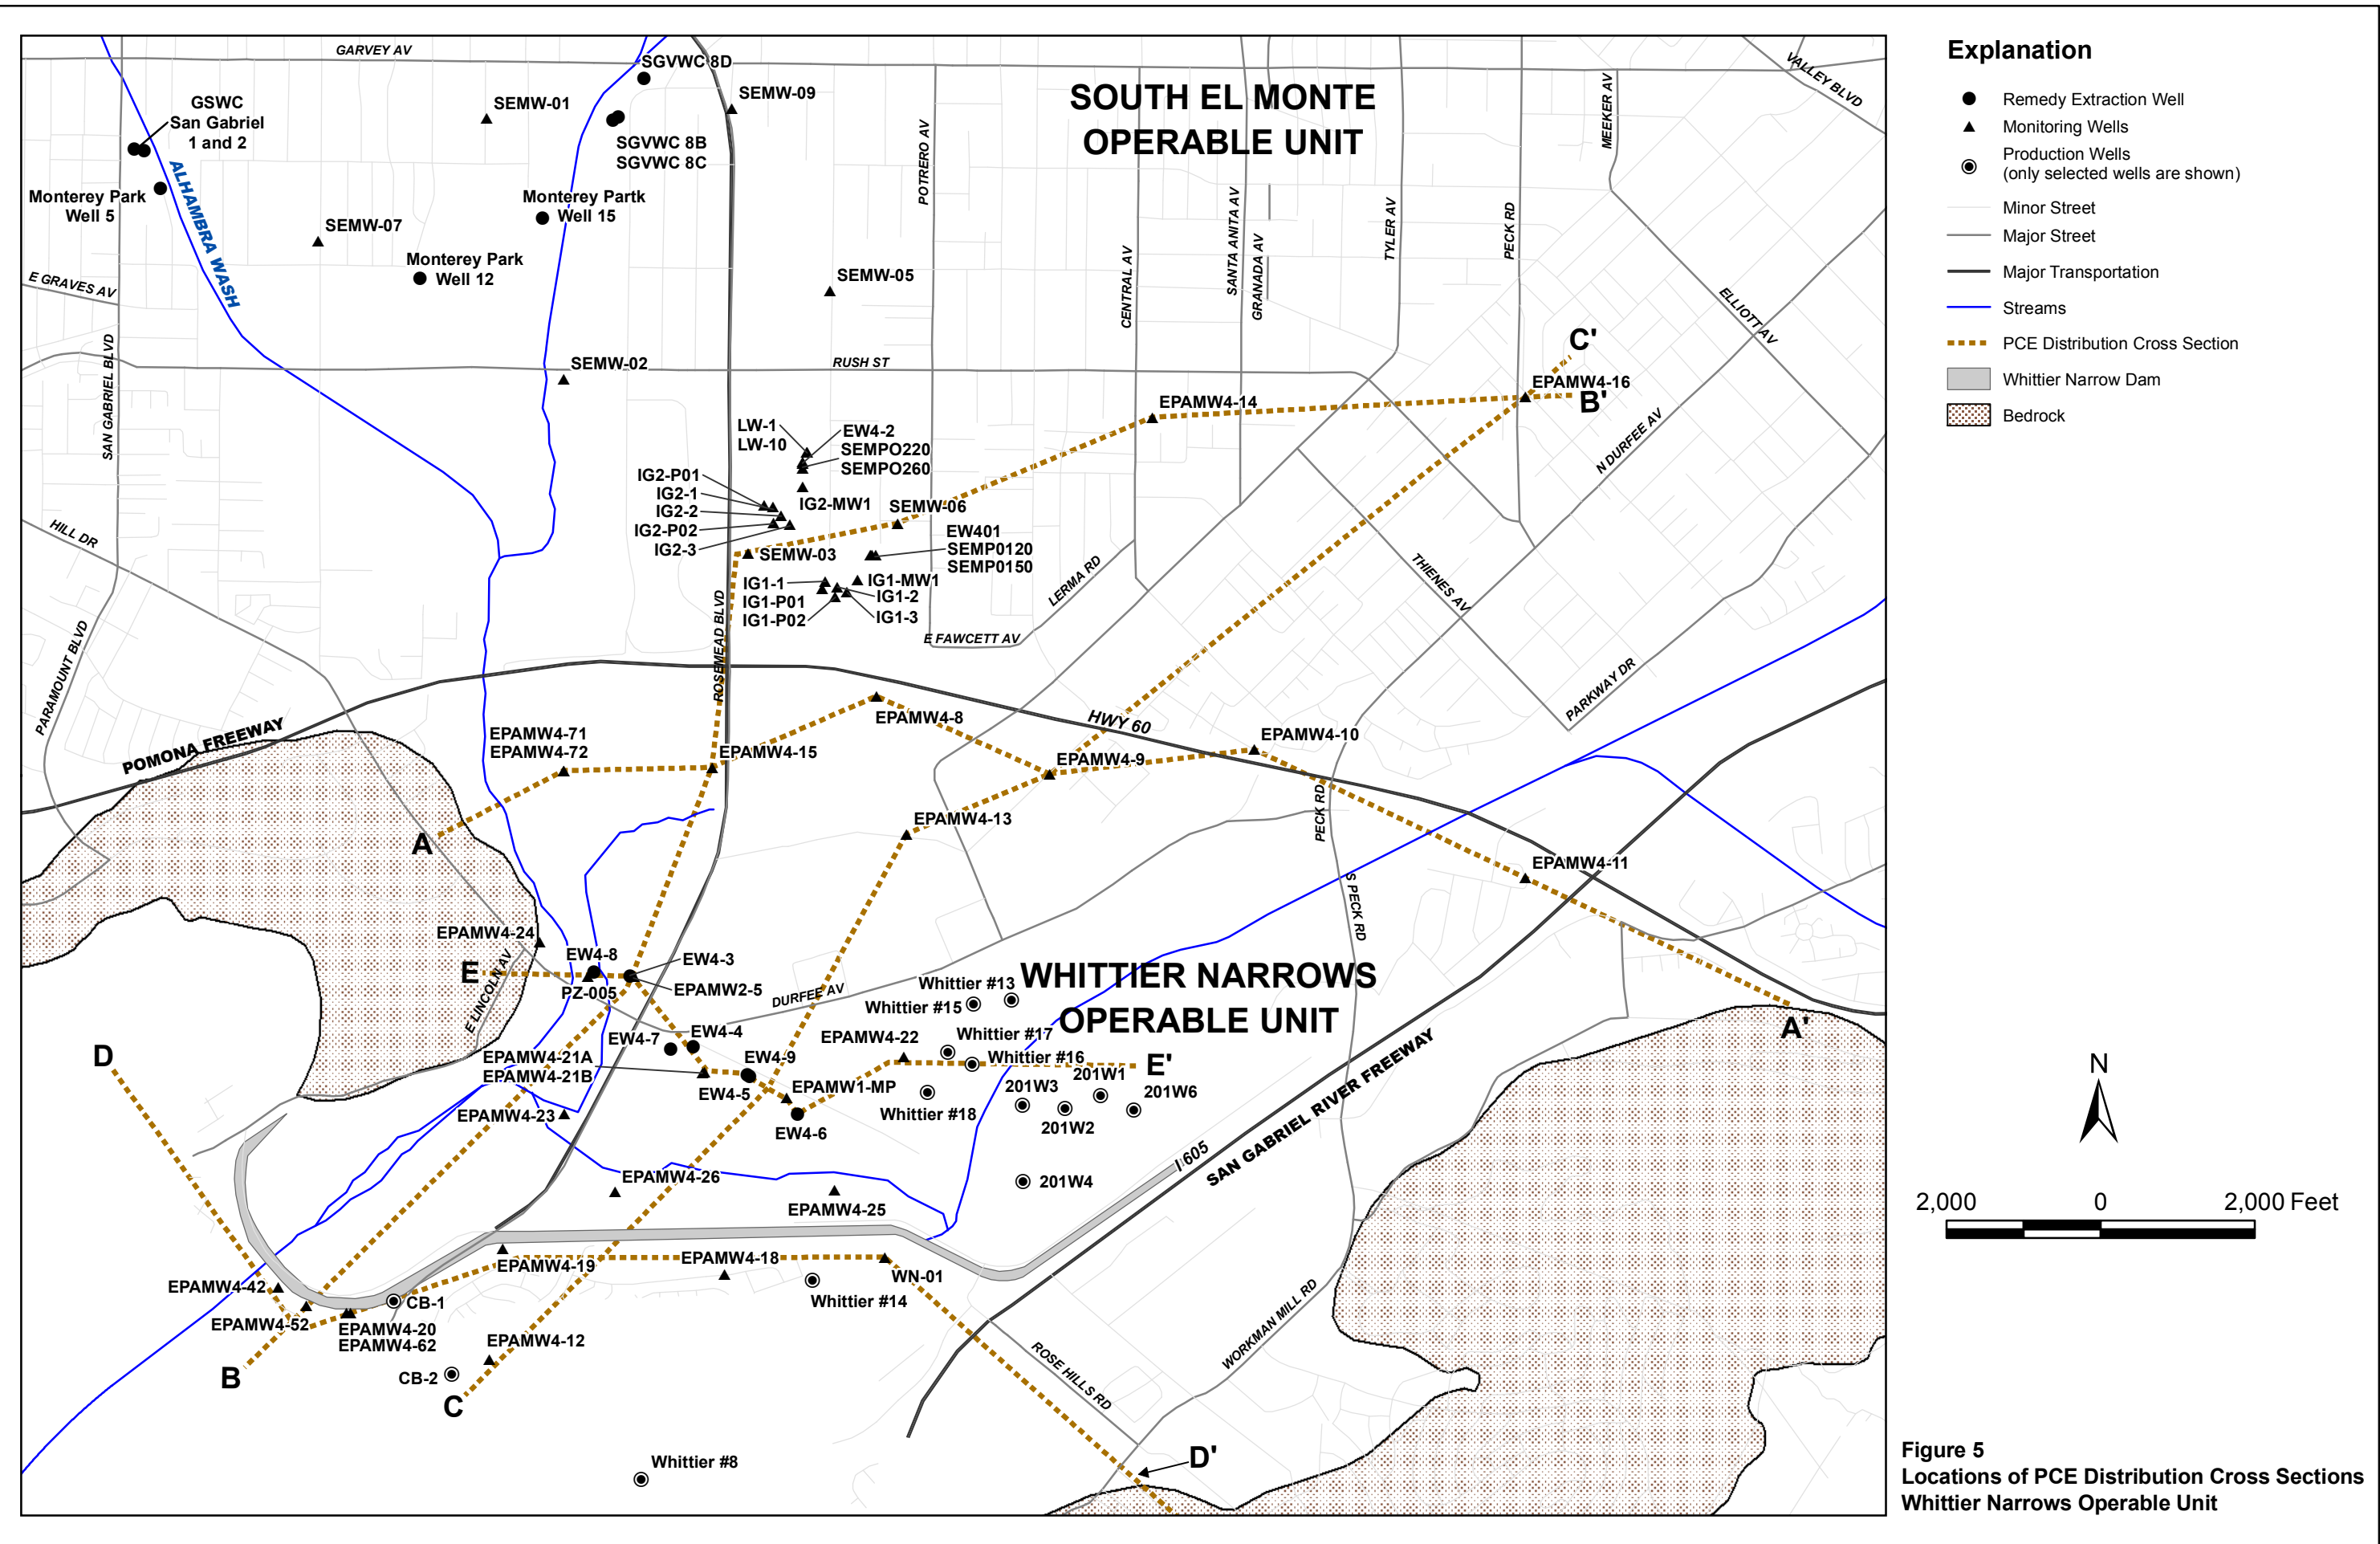 GARVEY AV
SGVWC 8D
SOUTH EL MONTE
OPERABLE UNIT
VALLEY BLVD
MEEKER AV
GSWC
San Gabriel
1 and 2
SEMW-01
SEMW-09
SGVWC 8B
SGVWC 8C
POTRERO AV
ALHAMBRA WASH
Monterey Park
Well 5
Monterey Partk
Well 15
SEMW-07
Monterey Park
Well 12
SEMW-05
CENTRAL AV
SANTA ANITA AV
GRANADA AV
TYLER AV
PECK RD
ELLIOTT AV
E GRAVES AV
SAN GABRIEL BLVD
SEMW-02
RUSH ST
C'
EPAMW4-16
B'
EPAMW4-14
N DURFEE AV
LW-1
LW-10
EW4-2
SEMPO220
SEMPO260
IG2-P01
IG2-1
IG2-2
IG2-P02
IG2-3
IG2-MW1
SEMW-06
SEMW-03
EW401
SEMP0120
SEMP0150
IG1-1
IG1-P01
IG1-P02
IG1-MW1
IG1-2
IG1-3
HILL DR
LERMA RD
THIENES AV
E FAWCETT AV
ROSEMEAD BLVD
PARAMOUNT BLVD
PARKWAY DR
POMONA FREEWAY
EPAMW4-71
EPAMW4-72
EPAMW4-15
EPAMW4-8
HWY 60
EPAMW4-9
EPAMW4-10
EPAMW4-13
PECK RD
A
EPAMW4-11
S PECK RD
EPAMW4-24
E
E LINCOLN AV
EW4-8
PZ-005
EW4-3
EPAMW2-5
DURFEE AV
WHITTIER NARROWS
OPERABLE UNIT
Whittier #13
Whittier #15
Whittier #17
Whittier #16
A'
D
EW4-7
EW4-4
EPAMW4-21A
EPAMW4-21B
EW4-9
EW4-5
EPAMW4-22
EPAMW1-MP
E'
EPAMW4-23
EW4-6
Whittier #18
201W3
201W1
201W6
201W2
201W4
I 605
SAN GABRIEL RIVER FREEWAY
EPAMW4-26
EPAMW4-25
EPAMW4-42
EPAMW4-19
EPAMW4-18
WN-01
Whittier #14
CB-1
EPAMW4-52
EPAMW4-20
EPAMW4-62
EPAMW4-12
B
CB-2
C
ROSE HILLS RD
WORKMAN MILL RD
D'
Whittier #8
Explanation
Remedy Extraction Well
Monitoring Wells
Production Wells
(only selected wells are shown)
Minor Street
Major Street
Major Transportation
Streams
PCE Distribution Cross Section
Whittier Narrow Dam
Bedrock
N
2,000 0 2,000 Feet
Figure 5
Locations of PCE Distribution Cross Sections
Whittier Narrows Operable Unit